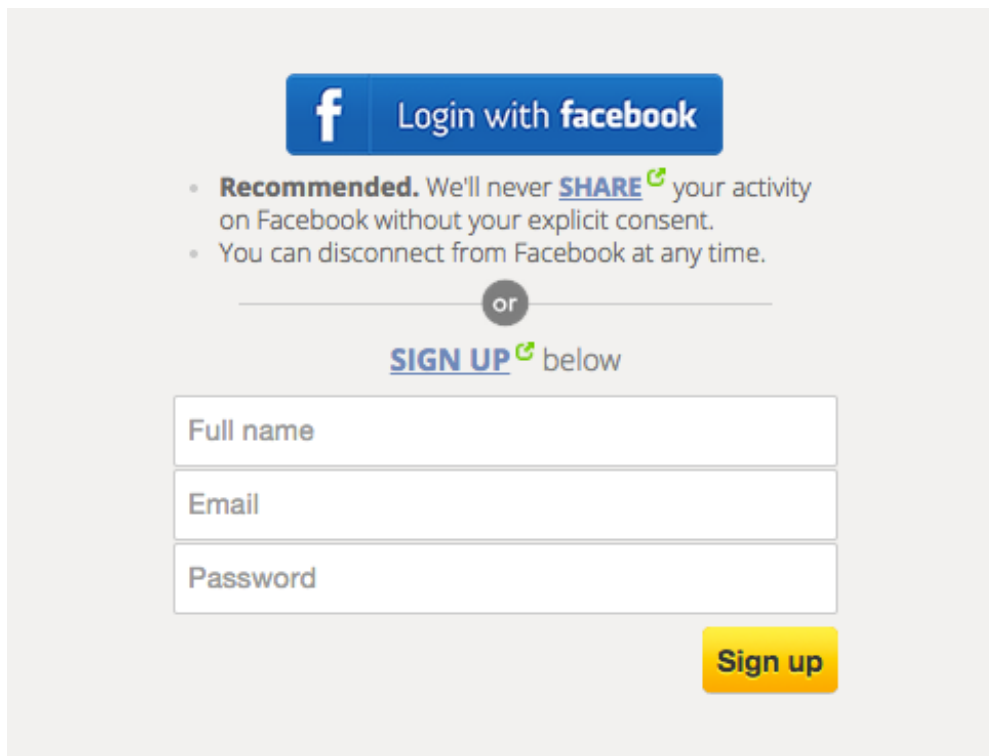 f Login with facebook
Recommended. We'll never SHARE your activity
on Facebook without your explicit consent.
You can disconnect from Facebook at any time.
or
SIGN UP below
Full name
Email
Password
Sign up